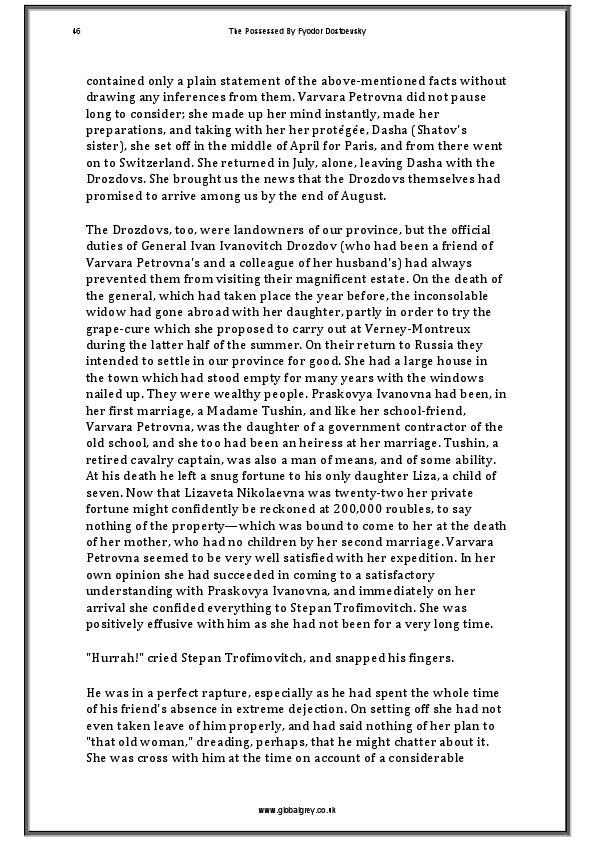 46
The Possessed By Fyodor Dostoevsky
contained only a plain statement of the above-mentioned facts without
drawing any inferences from them. Varvara Petrovna did not pause
long to consider; she made up her mind instantly, made her
preparations, and taking with her her protégée, Dasha (Shatov's
sister), she set off in the middle of April for Paris, and from there went
on to Switzerland. She returned in July, alone, leaving Dasha with the
Drozdovs. She brought us the news that the Drozdovs themselves had
promised to arrive among us by the end of August.
The Drozdovs, too, were landowners of our province, but the official
duties of General Ivan Ivanovitch Drozdov (who had been a friend of
Varvara Petrovna's and a colleague of her husband's) had always
prevented them from visiting their magnificent estate. On the death of
the general, which had taken place the year before, the inconsolable
widow had gone abroad with her daughter, partly in order to try the
grape-cure which she proposed to carry out at Verney-Montreux
during the latter half of the summer. On their return to Russia they
intended to settle in our province for good. She had a large house in
the town which had stood empty for many years with the windows
nailed up. They were wealthy people. Praskovya Ivanovna had been, in
her first marriage, a Madame Tushin, and like her school-friend,
Varvara Petrovna, was the daughter of a government contractor of the
old school, and she too had been an heiress at her marriage. Tushin, a
retired cavalry captain, was also a man of means, and of some ability.
At his death he left a snug fortune to his only daughter Liza, a child of
seven. Now that Lizaveta Nikolaevna was twenty-two her private
fortune might confidently be reckoned at 200,000 roubles, to say
nothing of the property—which was bound to come to her at the death
of her mother, who had no children by her second marriage. Varvara
Petrovna seemed to be very well satisfied with her expedition. In her
own opinion she had succeeded in coming to a satisfactory
understanding with Praskovya Ivanovna, and immediately on her
arrival she confided everything to Stepan Trofimovitch. She was
positively effusive with him as she had not been for a very long time.
"Hurrah!" cried Stepan Trofimovitch, and snapped his fingers.
He was in a perfect rapture, especially as he had spent the whole time
of his friend's absence in extreme dejection. On setting off she had not
even taken leave of him properly, and had said nothing of her plan to
"that old woman," dreading, perhaps, that he might chatter about it.
She was cross with him at the time on account of a considerable
www.globalgrey.co.uk